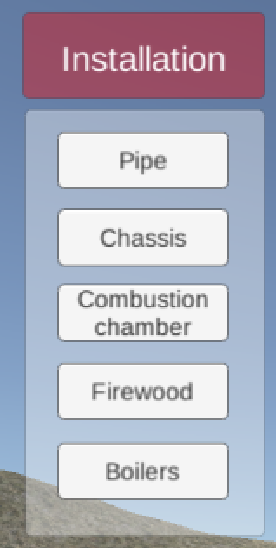 Installation
Pipe
Chassis
Combustion
chamber
Firewood
Boilers